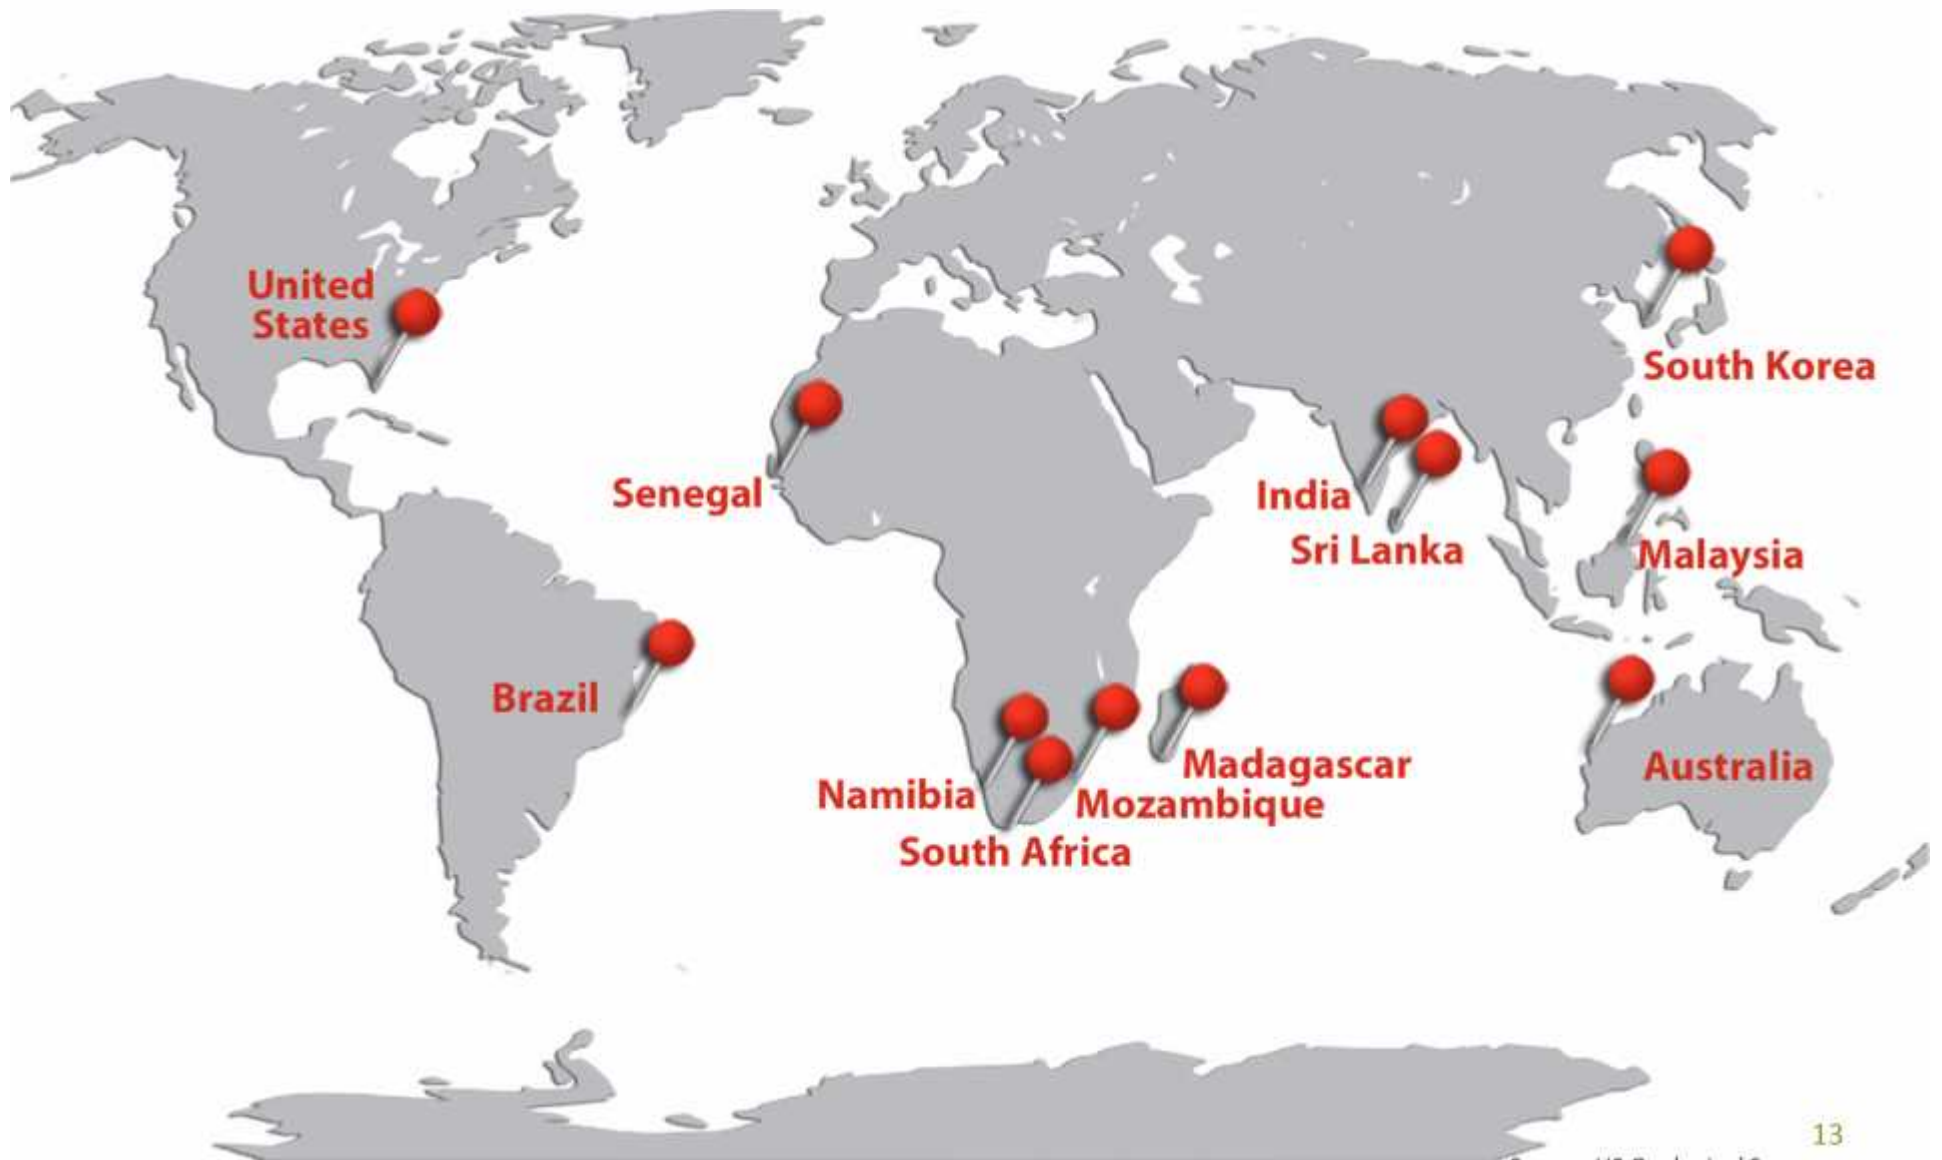 United
States
South Korea
Senegal
India
Sri Lanka
Malaysia
Brazil
Madagascar
Australia
Namibia
Mozambique
South Africa
13